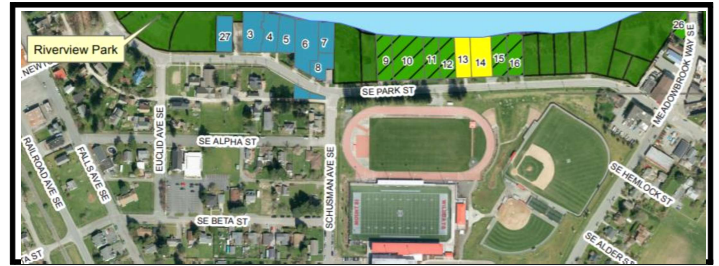 Riverview Park
27
3
4
5
6
7
8
9
10
11
12
13
14
15
16
26
SE PARK ST
MEADOWBROOK WAY SE
RAILROAD AVE SE
FALLS AVE SE
EUCLID AVE SE
SE ALPHA ST
SCHUSMAN AVE SE
SE BETA ST
SE HEMLOCK ST
SE ALDER ST